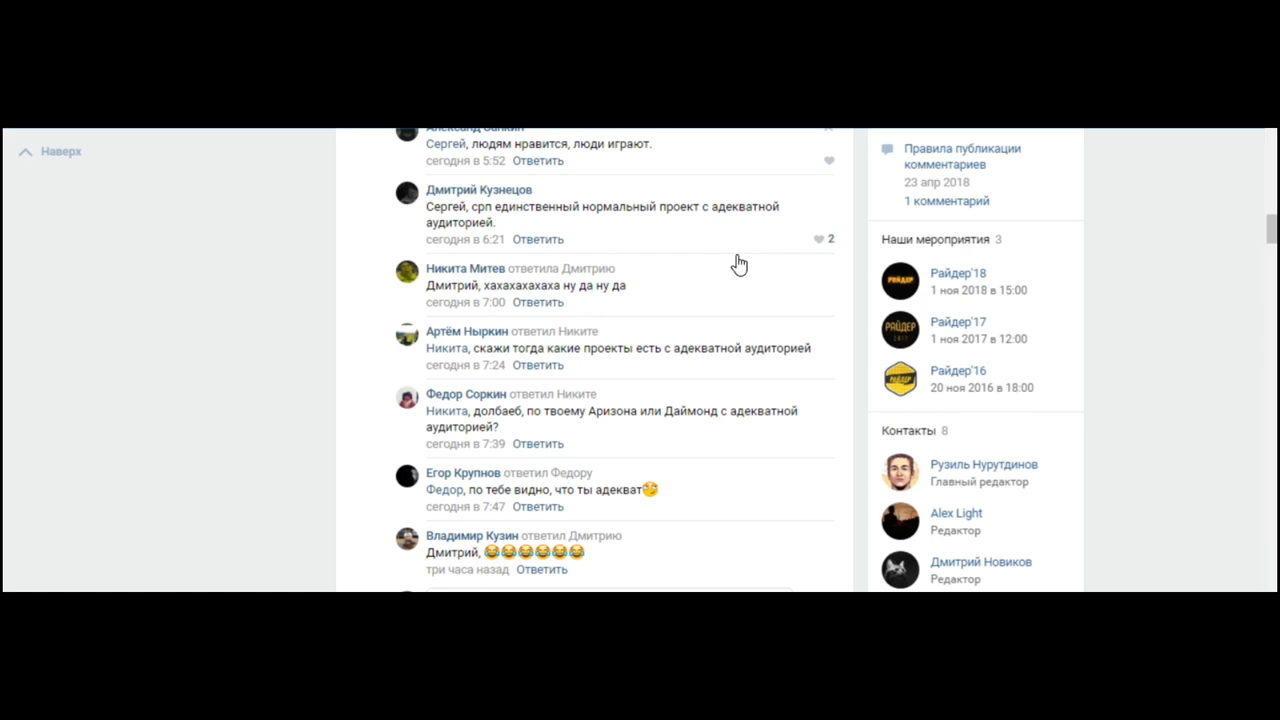 Наверх
Сергей, людям нравится, люди играют.
сегодня в 5:52 Ответить
Дмитрий Кузнецов
Сергей, срп единственный нормальный проект с адекватной
аудиторией.
сегодня в 6:21 Ответить 2
Никита Митев ответила Дмитрию
Дмитрий, хахахахахаха ну да ну да
сегодня в 7:00 Ответить
Артём Ныркин ответил Никите
Никита, скажи тогда какие проекты есть с адекватной аудиторией
сегодня в 7:24 Ответить
Федор Соркин ответил Никите
Никита, долбаеб, по твоему Аризона или Даймонд с адекватной
аудиторией?
сегодня в 7:39 Ответить
Егор Крупнов ответил Федору
Федор, по тебе видно, что ты адекват
сегодня в 7:47 Ответить
Владимир Кузин ответил Дмитрию
Дмитрий,
три часа назад Ответить
Правила публикации
комментариев
23 апр 2018
1 комментарий
Наши мероприятия 3
РАЙДЕР
Райдер'18
1 ноя 2018 в 15:00
РАЙДЕР
2017
Райдер'17
1 ноя 2017 в 12:00
РАЙДЕР
Райдер'16
20 ноя 2016 в 18:00
Контакты 8
Рузиль Нурутдинов
Главный редактор
Alex Light
Редактор
Дмитрий Новиков
Редактор